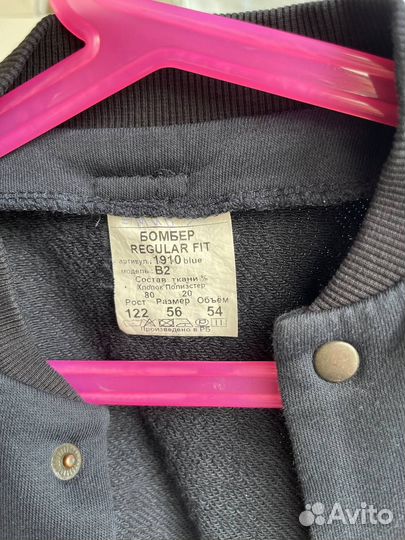 БОМБЕР
REGULAR FIT
артикул: 1910 blue
модель: B2
Состав ткани %
Хлопок Полиэстер
80 20
Рост Размер Объём
122 56 54
Произведено в РБ
Avito